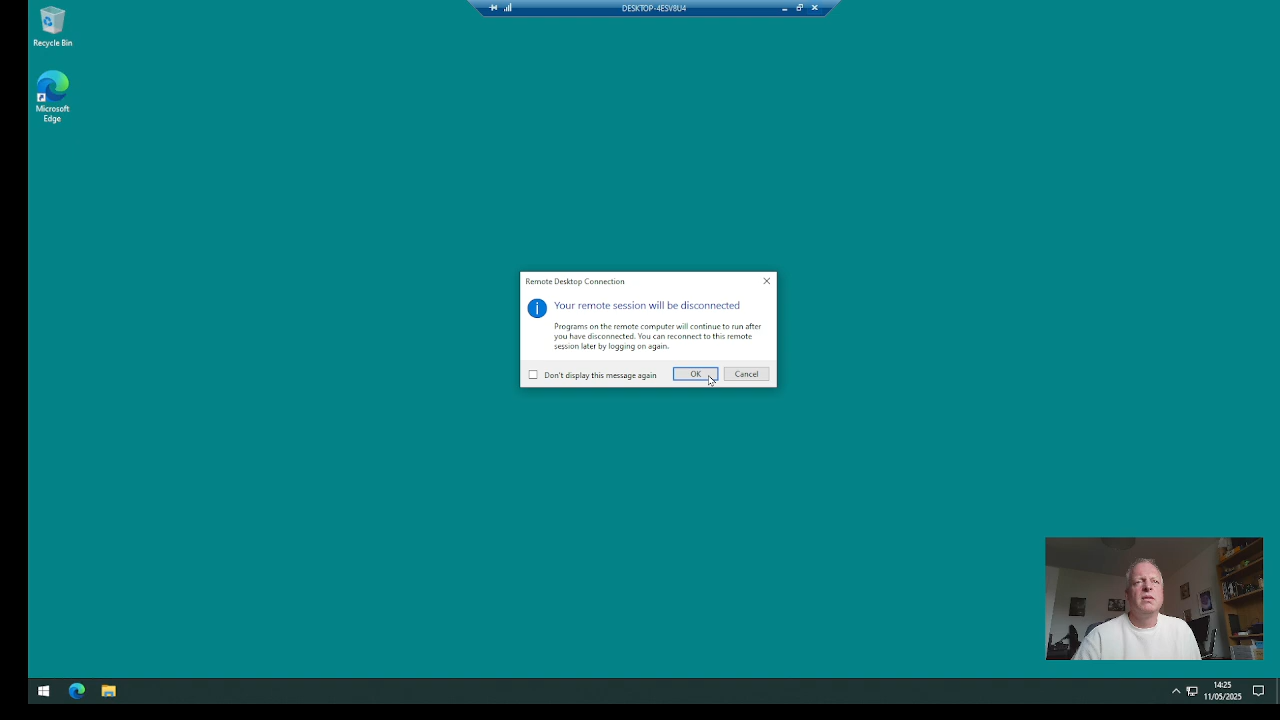 DESKTOP-4ESV8U4
Recycle Bin
Microsoft
Edge
Remote Desktop Connection
Your remote session will be disconnected
Programs on the remote computer will continue to run after
you have disconnected. You can reconnect to this remote
session later by logging on again.
Don't display this message again
OK
Cancel
14:25
11/05/2025